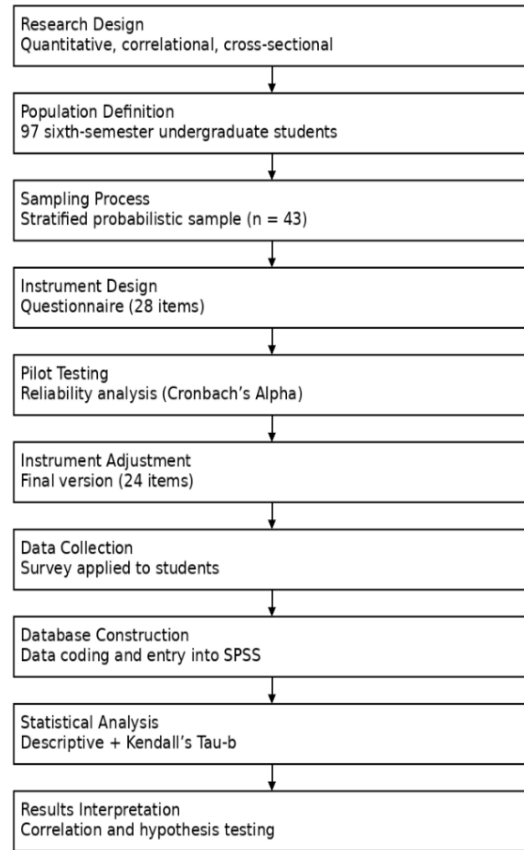 Research Design
Quantitative, correlational, cross-sectional
Population Definition
97 sixth-semester undergraduate students
Sampling Process
Stratified probabilistic sample (n = 43)
Instrument Design
Questionnaire (28 items)
Pilot Testing
Reliability analysis (Cronbach’s Alpha)
Instrument Adjustment
Final version (24 items)
Data Collection
Survey applied to students
Database Construction
Data coding and entry into SPSS
Statistical Analysis
Descriptive + Kendall’s Tau-b
Results Interpretation
Correlation and hypothesis testing